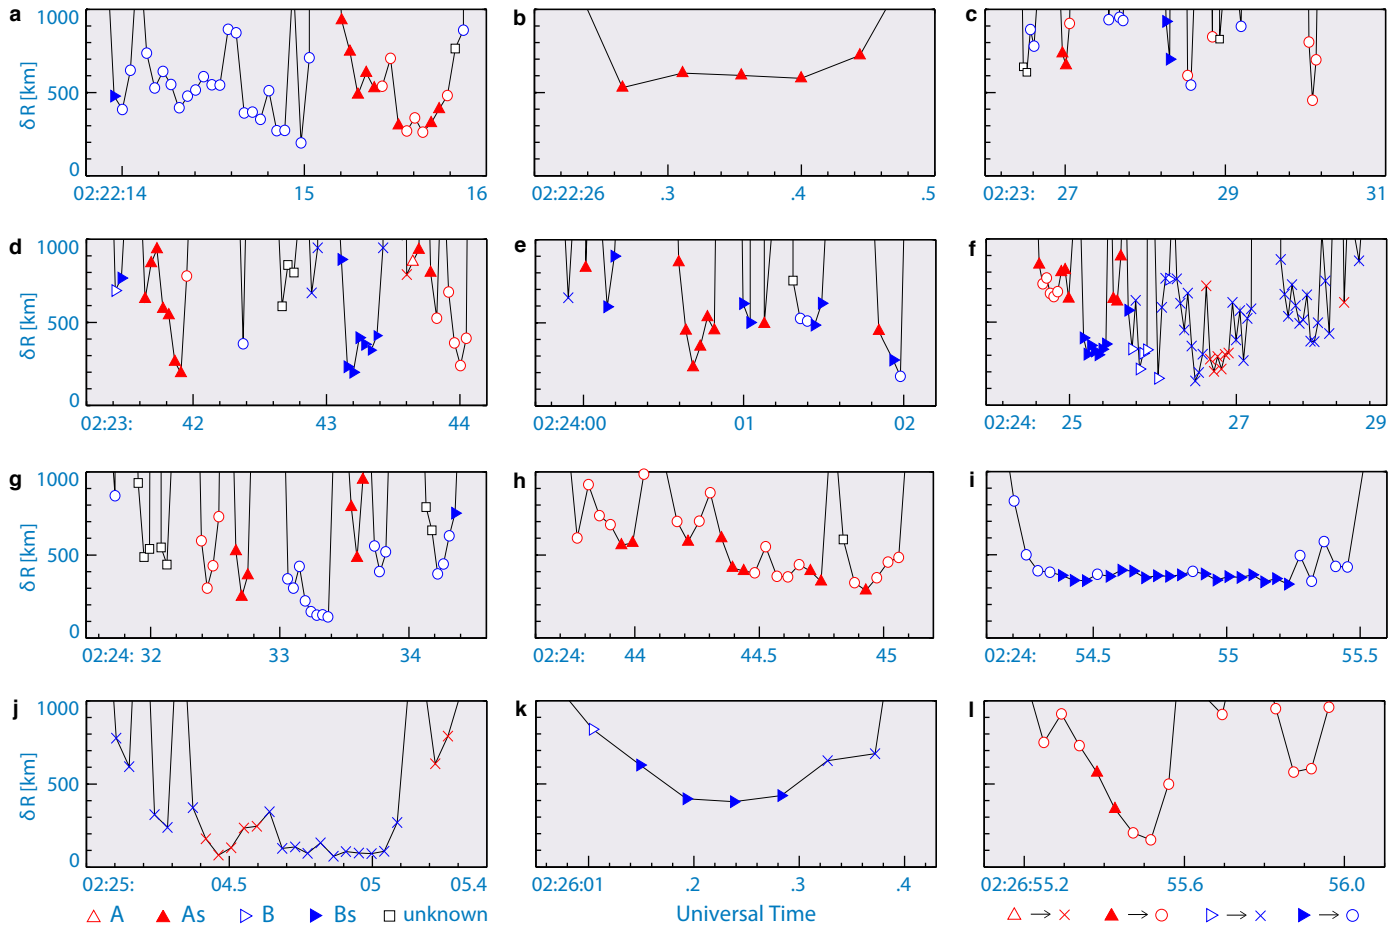 a
1000
500
0
δ R [km]
02:22:14 15 16
b
02:22:26 .3 .4 .5
c
02:23: 27 29 31
d
1000
500
0
δ R [km]
02:23: 42 43 44
e
02:24:00 01 02
f
02:24: 25 27 29
g
1000
500
0
δ R [km]
02:24: 32 33 34
h
02:24: 44 44.5 45
i
02:24: 54.5 55 55.5
j
1000
500
0
δ R [km]
02:25: 04.5 05 05.4
k
02:26:01 .2 .3 .4
l
02:26:55.2 55.6 56.0
A As B Bs unknown
Universal Time